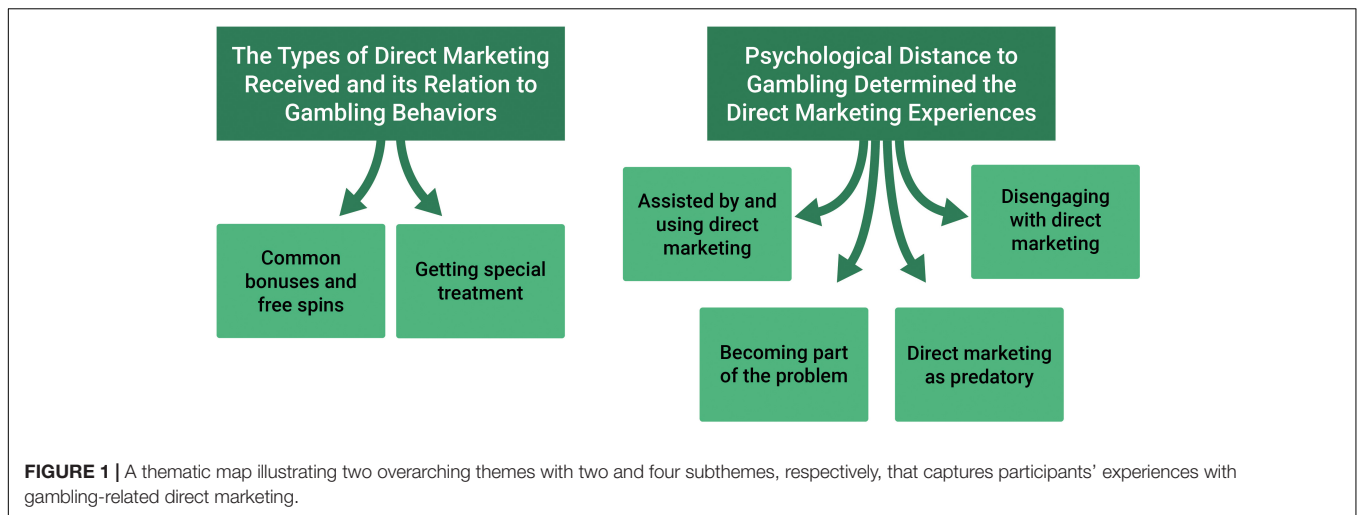 The Types of Direct Marketing
Received and its Relation to
Gambling Behaviors
Common
bonuses and
free spins
Getting special
treatment
Psychological Distance to
Gambling Determined the
Direct Marketing Experiences
Assisted by and
using direct
marketing
Becoming part
of the problem
Direct marketing
as predatory
Disengaging
with direct
marketing
FIGURE 1 | A thematic map illustrating two overarching themes with two and four subthemes, respectively, that captures participants’ experiences with
gambling-related direct marketing.